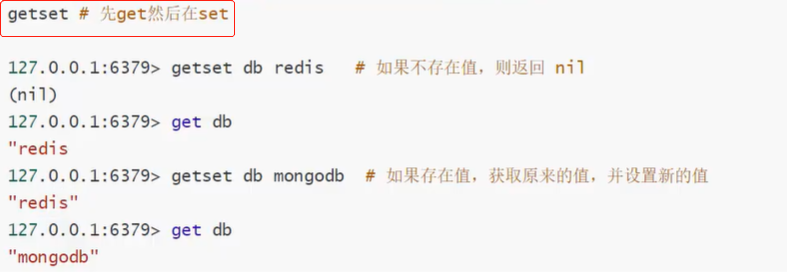 getset # 先get然后在set
127.0.0.1:6379> getset db redis # 如果不存在值，则返回 nil
(nil)
127.0.0.1:6379> get db
"redis
127.0.0.1:6379> getset db mongodb # 如果存在值，获取原来的值，并设置新的值
"redis"
127.0.0.1:6379> get db
"mongodb"